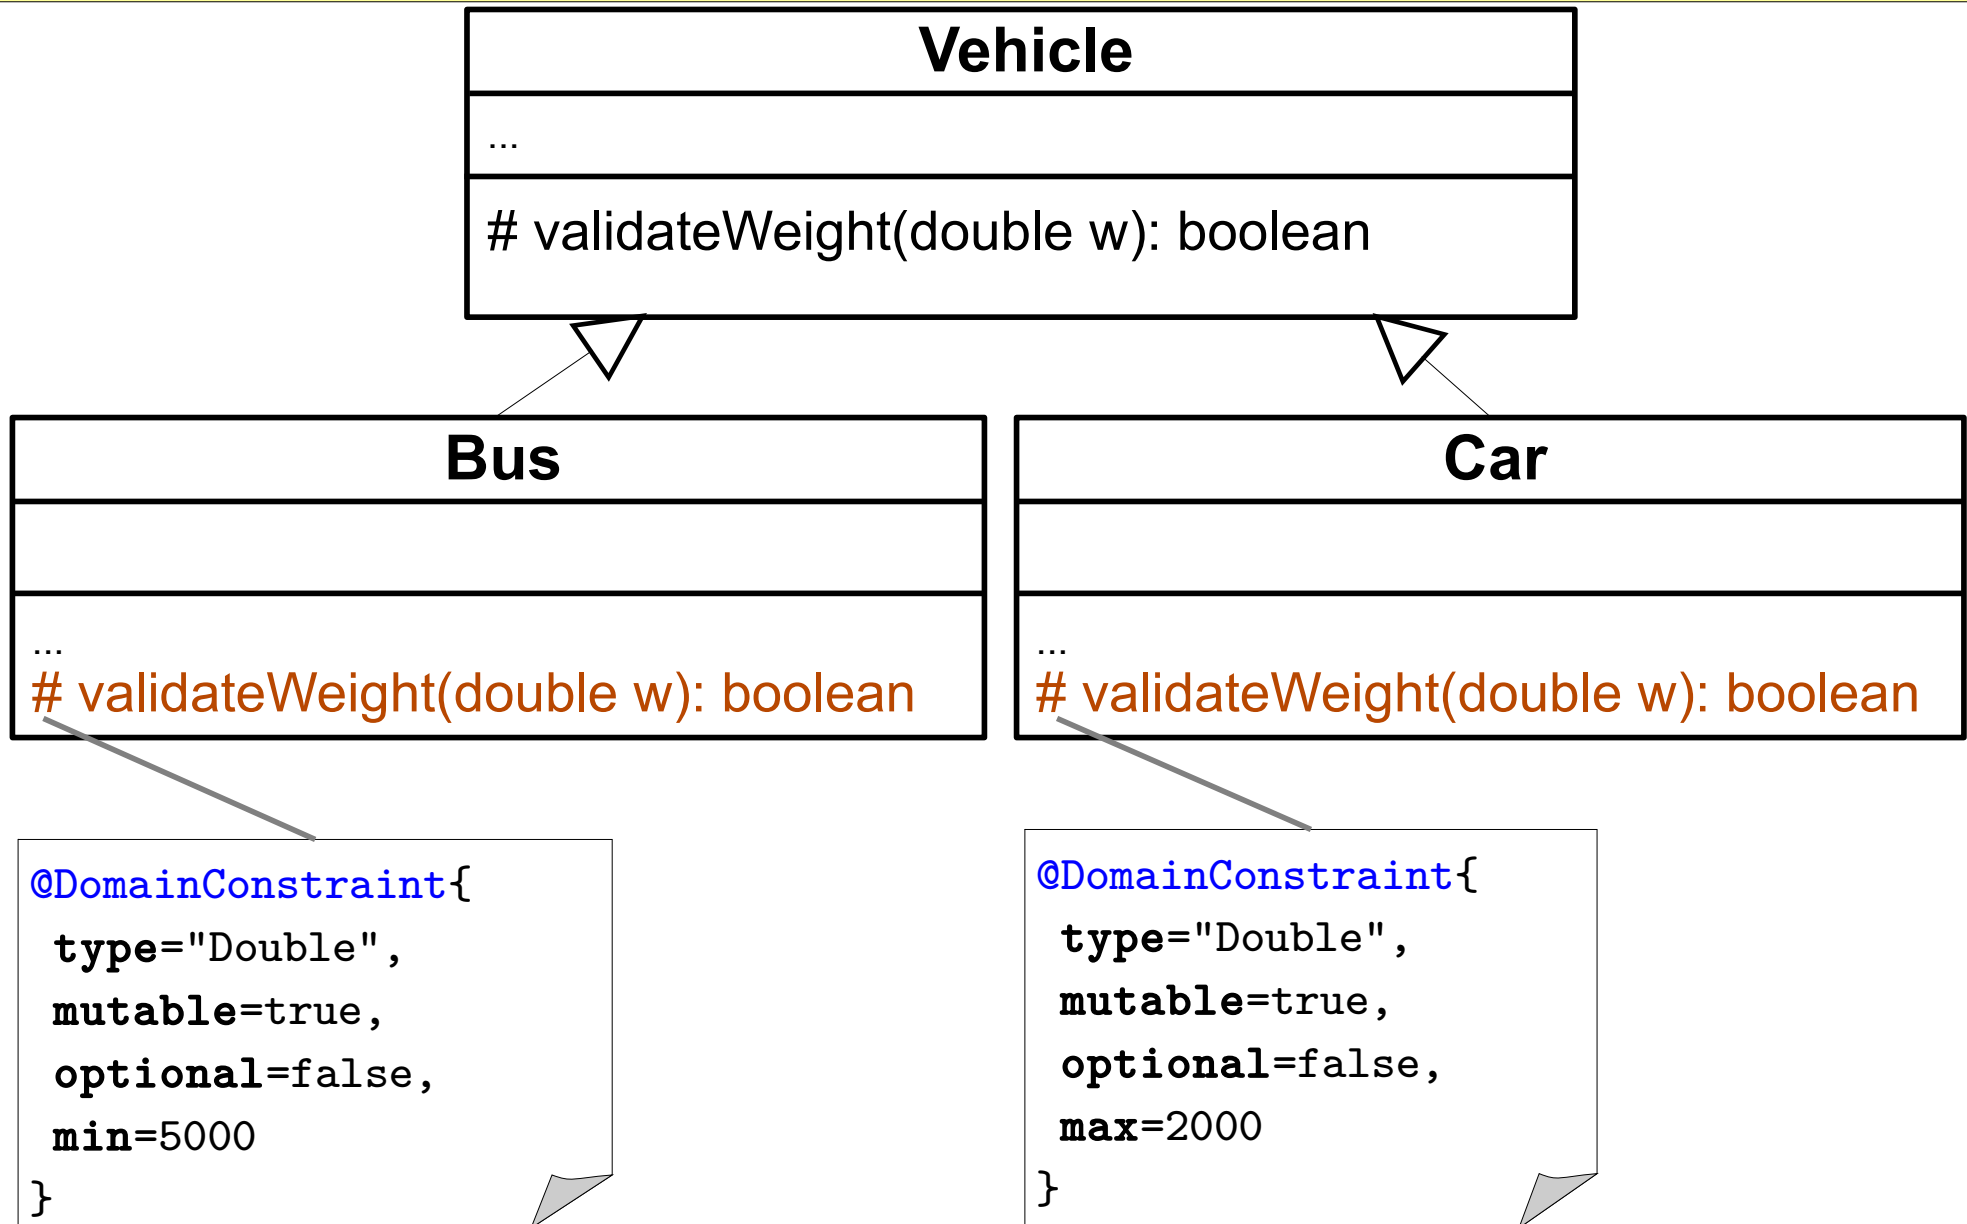 Vehicle
...
# validateWeight(double w): boolean
Bus
...
# validateWeight(double w): boolean
Car
...
# validateWeight(double w): boolean
@DomainConstraint{
type="Double",
mutable=true,
optional=false,
min=5000
}
@DomainConstraint{
type="Double",
mutable=true,
optional=false,
max=2000
}